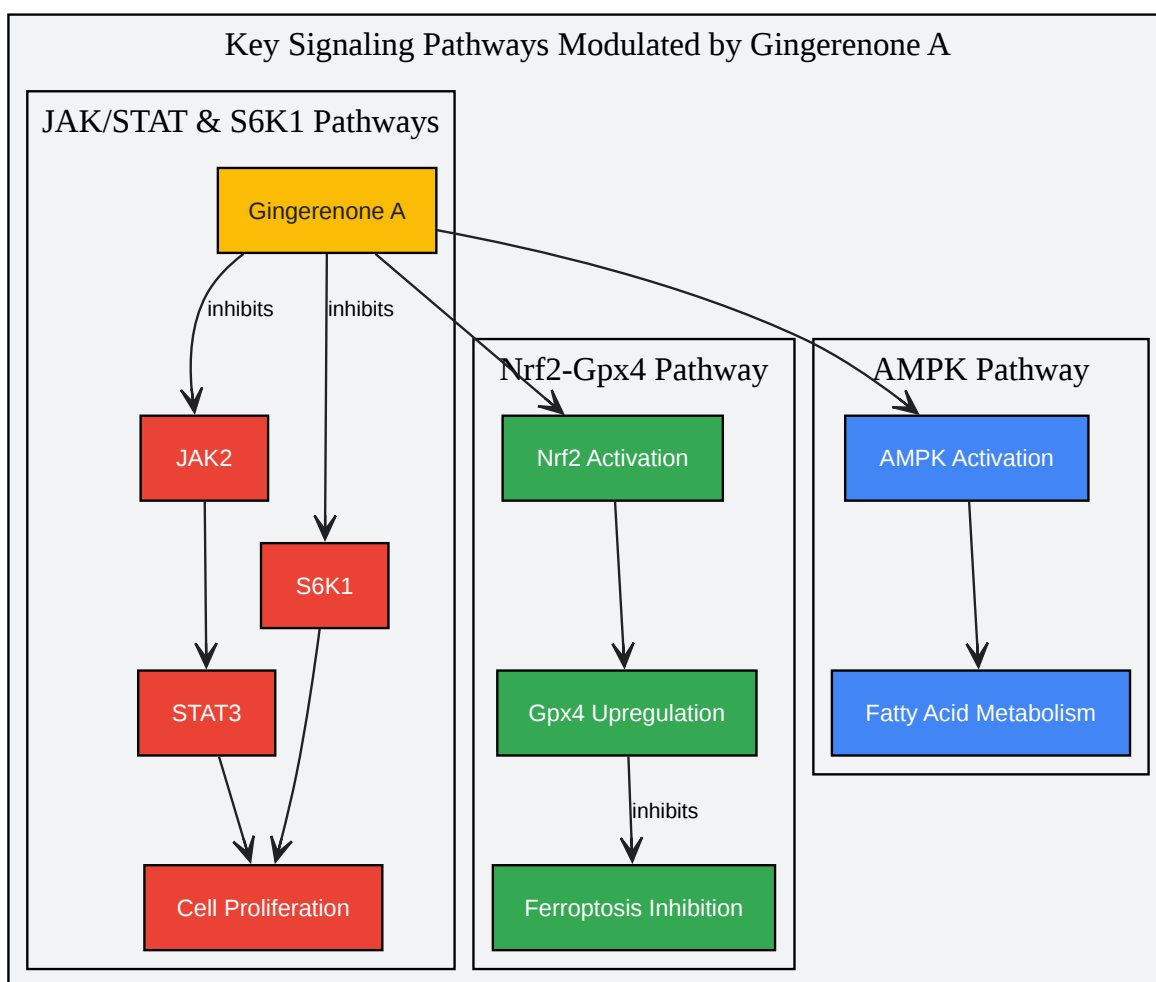 Key Signaling Pathways Modulated by Gingerenone A
JAK/STAT & S6K1 Pathways
Gingerenone A
inhibits
inhibits
Nrf2-Gpx4 Pathway
AMPK Pathway
JAK2
Nrf2 Activation
AMPK Activation
S6K1
STAT3
Gpx4 Upregulation
Fatty Acid Metabolism
inhibits
Cell Proliferation
Ferroptosis Inhibition